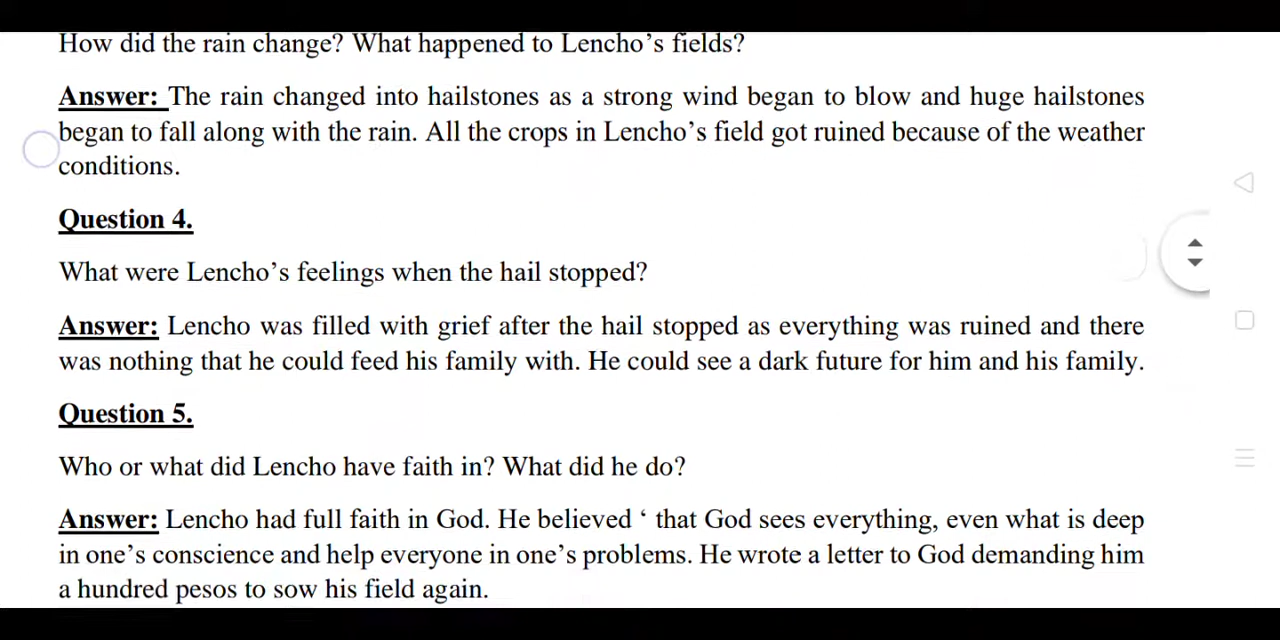 How did the rain change? What happened to Lencho’s fields?
Answer: The rain changed into hailstones as a strong wind began to blow and huge hailstones
began to fall along with the rain. All the crops in Lencho’s field got ruined because of the weather
conditions.
Question 4.
What were Lencho’s feelings when the hail stopped?
Answer: Lencho was filled with grief after the hail stopped as everything was ruined and there
was nothing that he could feed his family with. He could see a dark future for him and his family.
Question 5.
Who or what did Lencho have faith in? What did he do?
Answer: Lencho had full faith in God. He believed ‘ that God sees everything, even what is deep
in one’s conscience and help everyone in one’s problems. He wrote a letter to God demanding him
a hundred pesos to sow his field again.